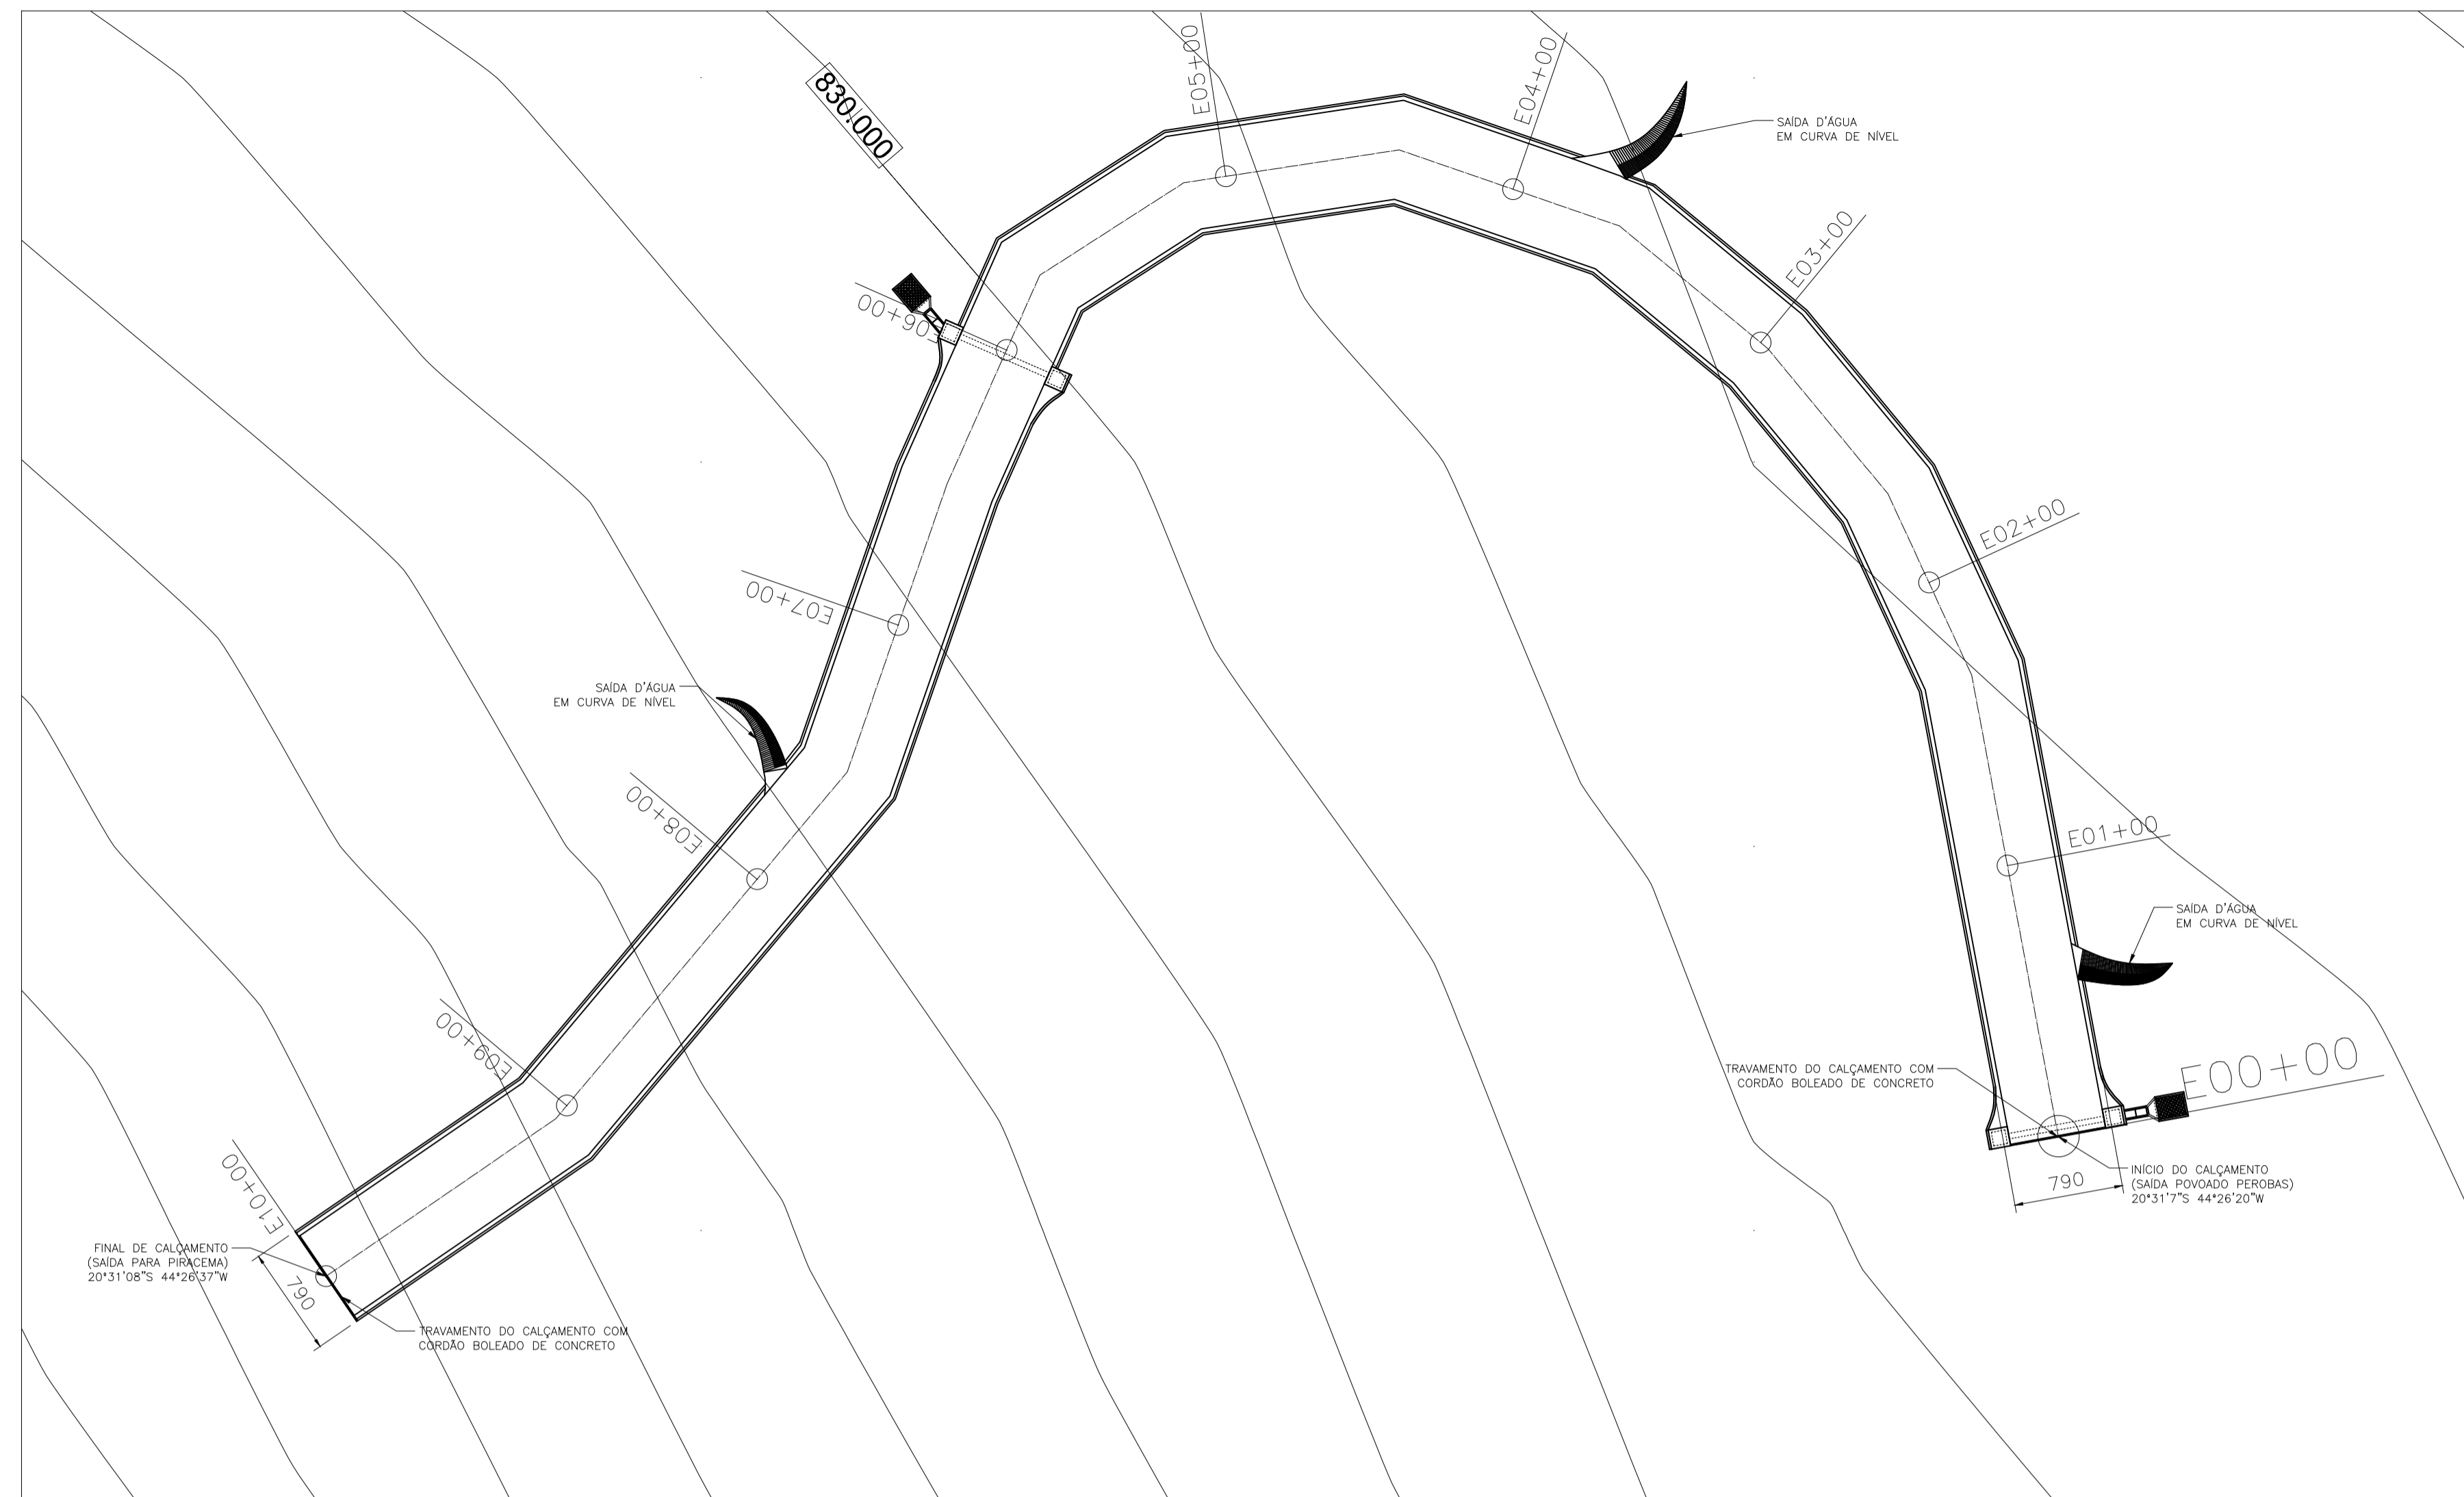 830.000
E05+00
E04+00
SAÍDA D'ÁGUA
EM CURVA DE NÍVEL
E03+00
E06+00
E02+00
E07+00
SAÍDA D'ÁGUA
EM CURVA DE NÍVEL
E08+00
E01+00
SAÍDA D'ÁGUA
EM CURVA DE NÍVEL
E09+00
E00+00
TRAVAMENTO DO CALÇAMENTO COM
CORDÃO BOLEADO DE CONCRETO
790
INÍCIO DO CALÇAMENTO
(SAÍDA POVOADO PEROBAS)
20°31'7"S 44°26'20"W
E10+00
FINAL DE CALÇAMENTO
(SAÍDA PARA PIRACEMA)
20°31'08"S 44°26'37"W
790
TRAVAMENTO DO CALÇAMENTO COM
CORDÃO BOLEADO DE CONCRETO